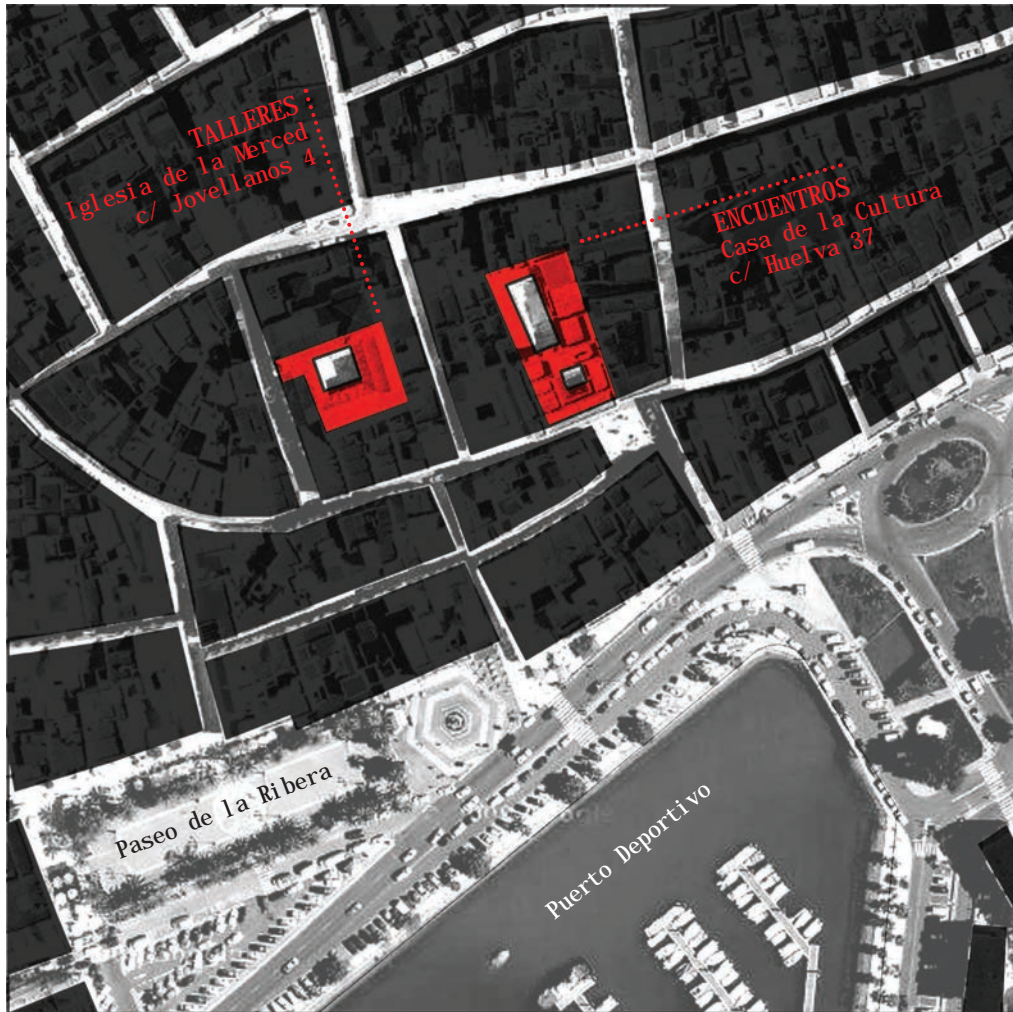 TALLERES
Iglesia de la Merced
c/ Jovellanos 4
ENCUENTROS
Casa de la Cultura
c/ Huelva 37
Paseo de la Ribera
Puerto Deportivo